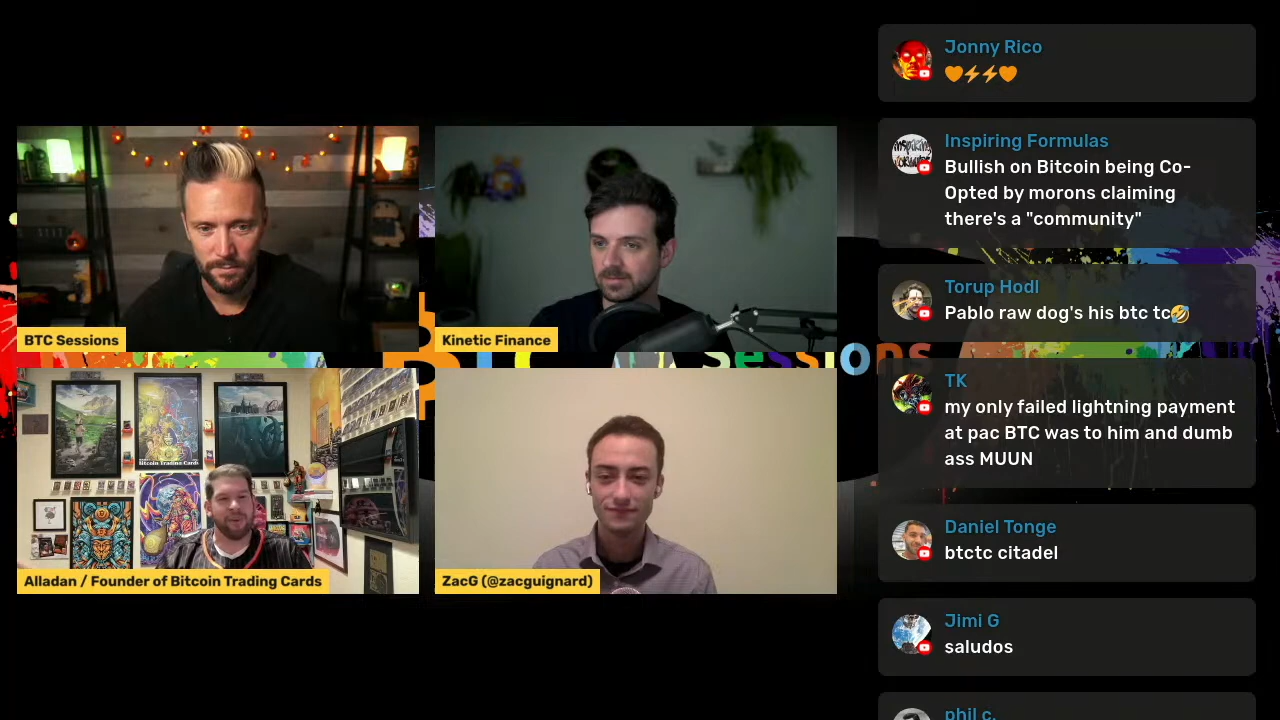 BTC Sessions
Kinetic Finance
Bitcoin Trading Cards
Alladan / Founder of Bitcoin Trading Cards
ZacG (@zacguignard)
Jonny Rico
🧡⚡⚡🧡
Inspiring Formulas
Bullish on Bitcoin being Co-
Opted by morons claiming
there's a "community"
Torup Hodl
Pablo raw dog's his btc tc🤣
TK
my only failed lightning payment
at pac BTC was to him and dumb
ass MUUN
Daniel Tonge
btctc citadel
Jimi G
saludos
phil c.